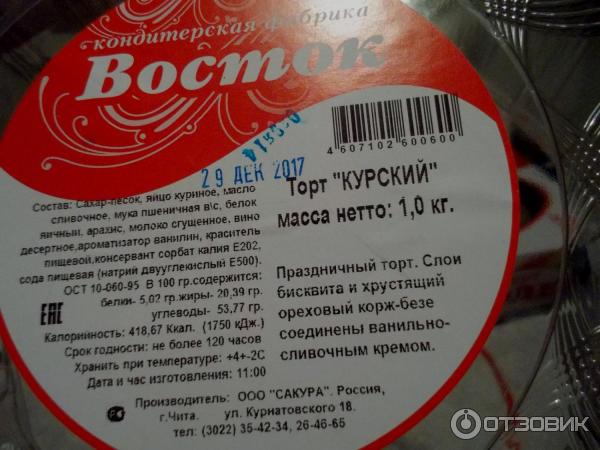 кондитерская фабрика
Восток
4607102600600
29 ДЕК 2017
Торт "КУРСКИЙ"
масса нетто: 1,0 кг.
Состав: Сахар-песок, яйцо куриное, масло
сливочное, мука пшеничная в\с, белок
яичный, арахис, молоко сгущенное, вино
десертное,ароматизатор ванилин, краситель
пищевой,консервант сорбат калия Е202,
сода пищевая (натрий двууглекислый Е500).
ОСТ 10-060-95 В 100 гр.содержится:
белки- 5,02 гр.жиры- 20,39 гр.
углеводы- 53,77 гр.
Калорийность: 418,67 Ккал. (1750 кДж.)
Срок годности: не более 120 часов
Хранить при температуре: +4+-2С
Дата и час изготовления: 11:00
Праздничный торт. Слои
бисквита и хрустящий
ореховый корж-безе
соединены ванильно-
сливочным кремом.
ЕАС
Производитель: ООО "САКУРА". Россия,
г.Чита. ул. Курнатовского 18.
тел: (3022) 35-42-34, 26-46-65
ОТЗОВИК